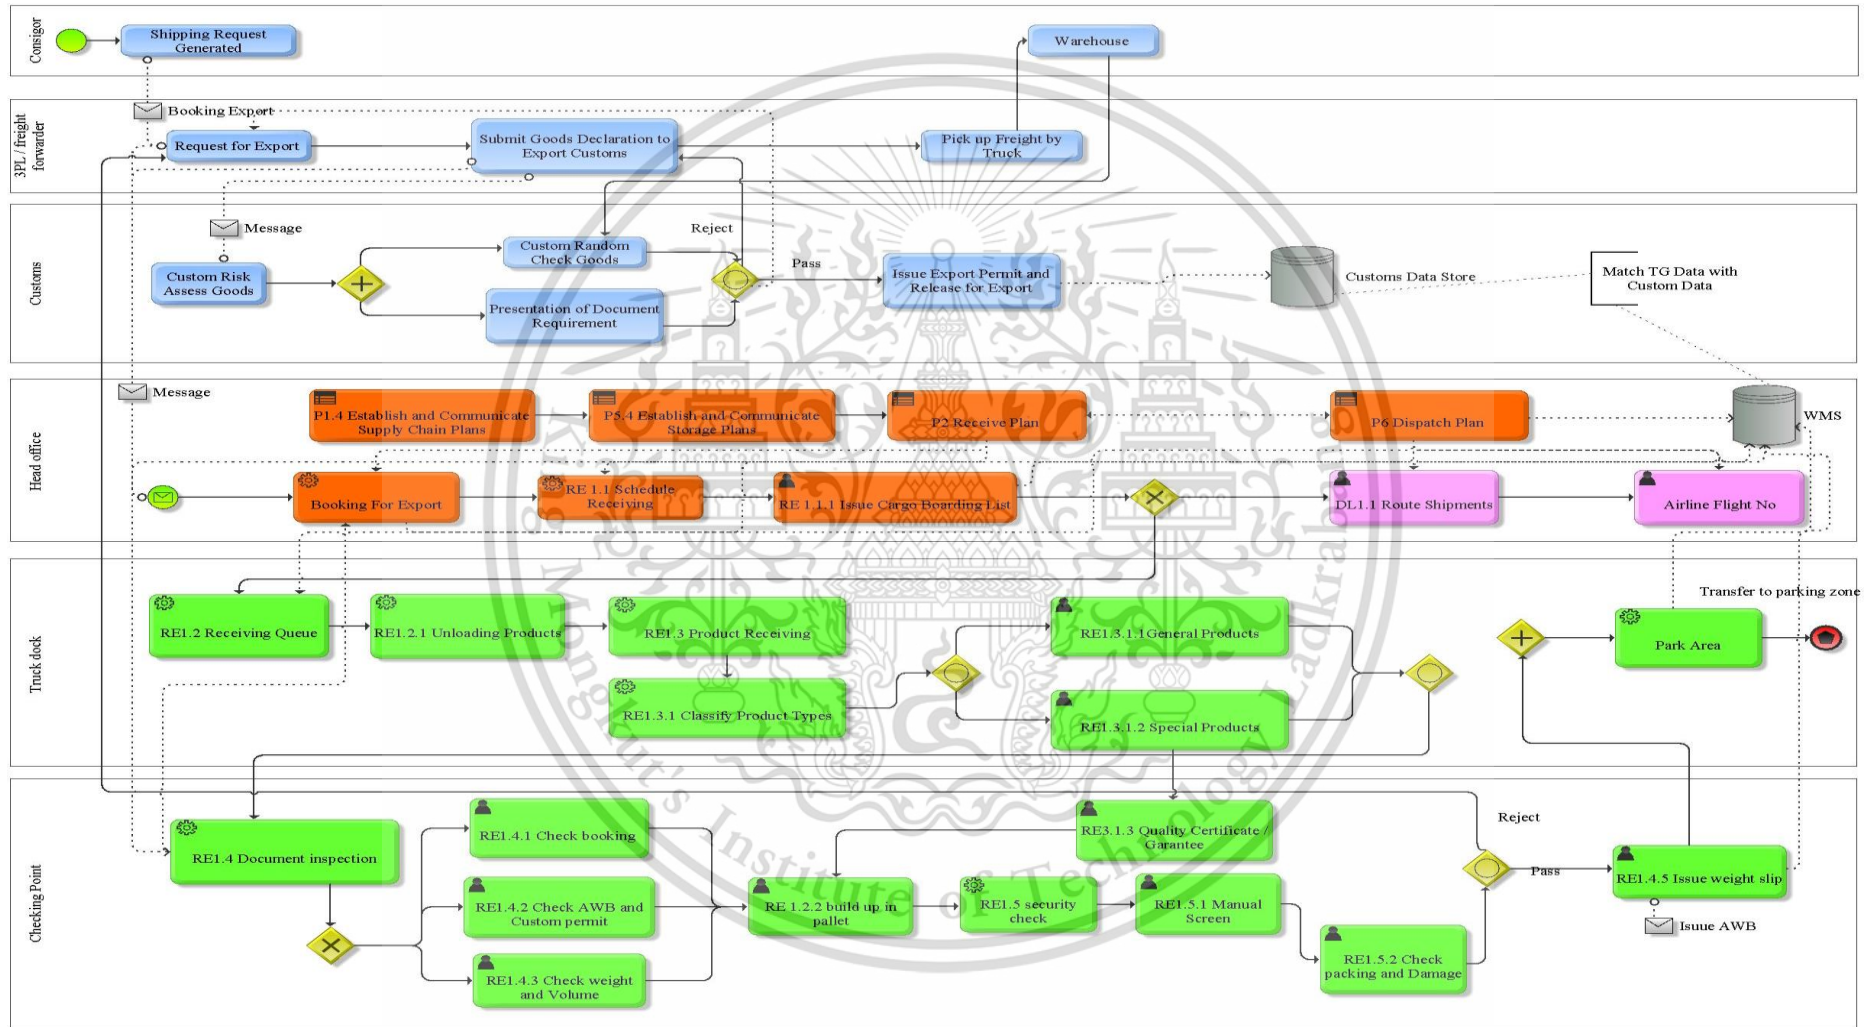 Consignor
Shipping Request
Generated
Warehouse
3PL / freight
forwarder
Booking Export
Request for Export
Submit Goods Declaration to
Export Customs
Pick up Freight by
Truck
Customs
Message
Custom Risk
Assess Goods
Custom Random
Check Goods
Presentation of Document
Requirement
Reject
Pass
Issue Export Permit and
Release for Export
Customs Data Store
Match TG Data with
Custom Data
Head office
Message
P1.4 Establish and Communicate
Supply Chain Plans
P5.4 Establish and Communicate
Storage Plans
P2 Receive Plan
P6 Dispatch Plan
WMS
Booking For Export
RE 1.1 Schedule
Receiving
RE 1.1.1 Issue Cargo Boarding List
DL1.1 Route Shipments
Airline Flight No
Truck dock
RE1.2 Receiving Queue
RE1.2.1 Unloading Products
RE1.3 Product Receiving
RE1.3.1 Classify Product Types
RE1.3.1.1General Products
RE1.3.1.2 Special Products
Park Area
Transfer to parking zone
Checking Point
RE1.4 Document inspection
RE1.4.1 Check booking
RE1.4.2 Check AWB and
Custom permit
RE1.4.3 Check weight
and Volume
RE3.1.3 Quality Certificate /
Garantee
RE 1.2.2 build up in
pallet
RE1.5 security
check
RE1.5.1 Manual
Screen
RE1.5.2 Check
packing and Damage
Reject
Pass
RE1.4.5 Issue weight slip
Isuue AWB
King Mongkut's Institute of Technology Ladkrabang